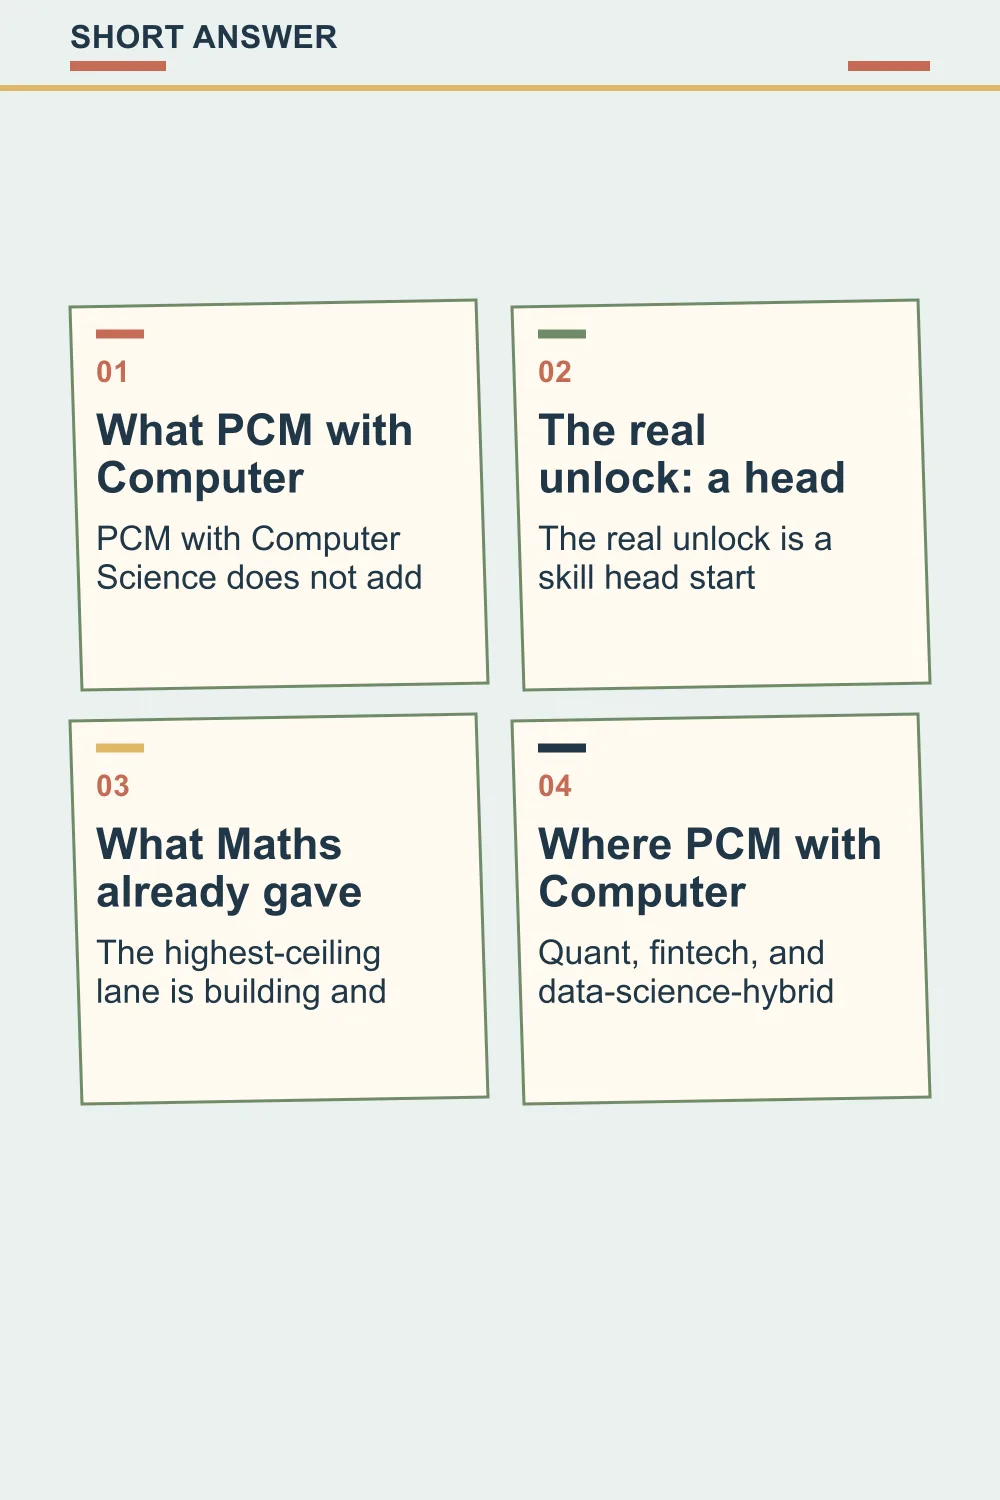 SHORT ANSWER
01
What PCM with
Computer
PCM with Computer
Science does not add
02
The real
unlock: a head
The real unlock is a
skill head start
03
What Maths
already gave
The highest-ceiling
lane is building and
04
Where PCM with
Computer
Quant, fintech, and
data-science-hybrid